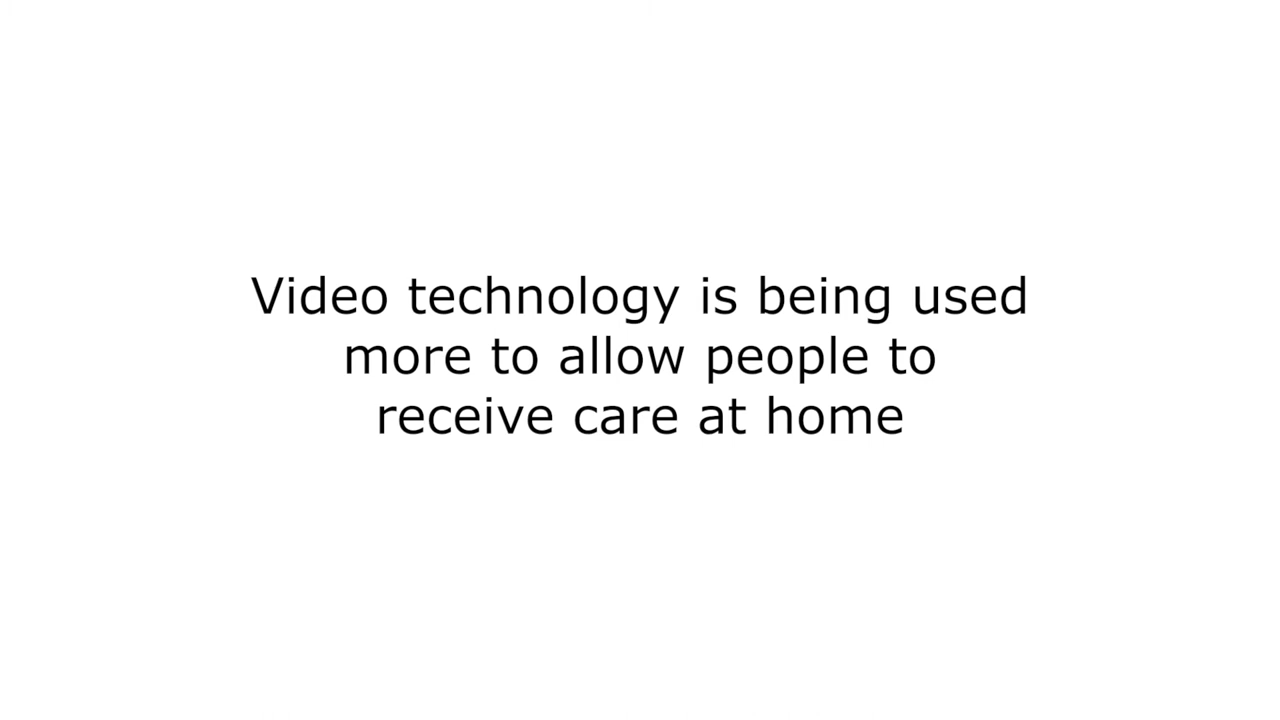 Video technology is being used
more to allow people to
receive care at home